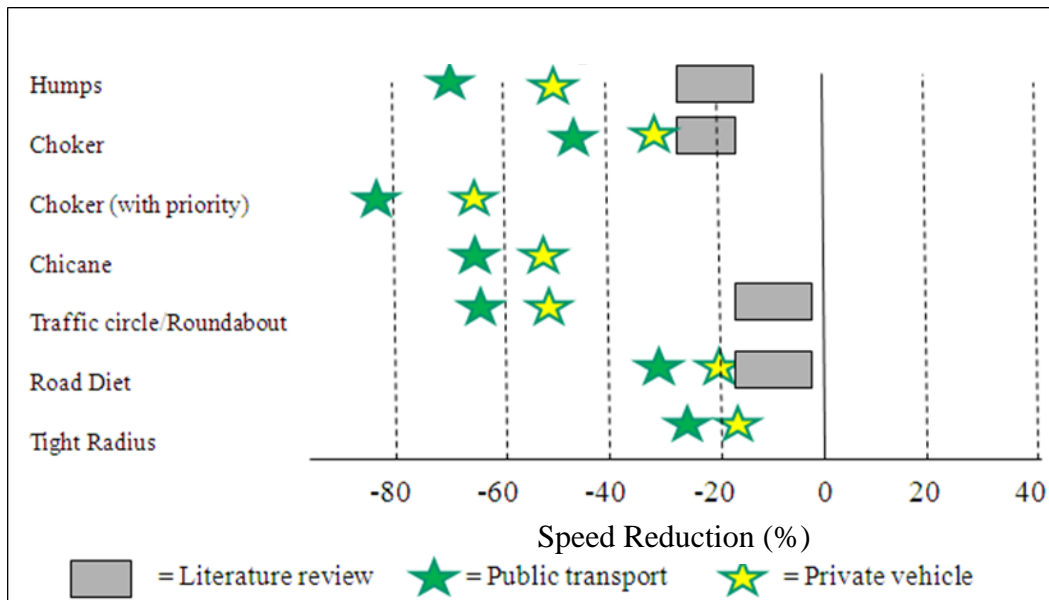 Humps
Choker
Choker (with priority)
Chicane
Traffic circle/Roundabout
Road Diet
Tight Radius
-80 -60 -40 -20 0 20 40
Speed Reduction (%)
= Literature review = Public transport = Private vehicle